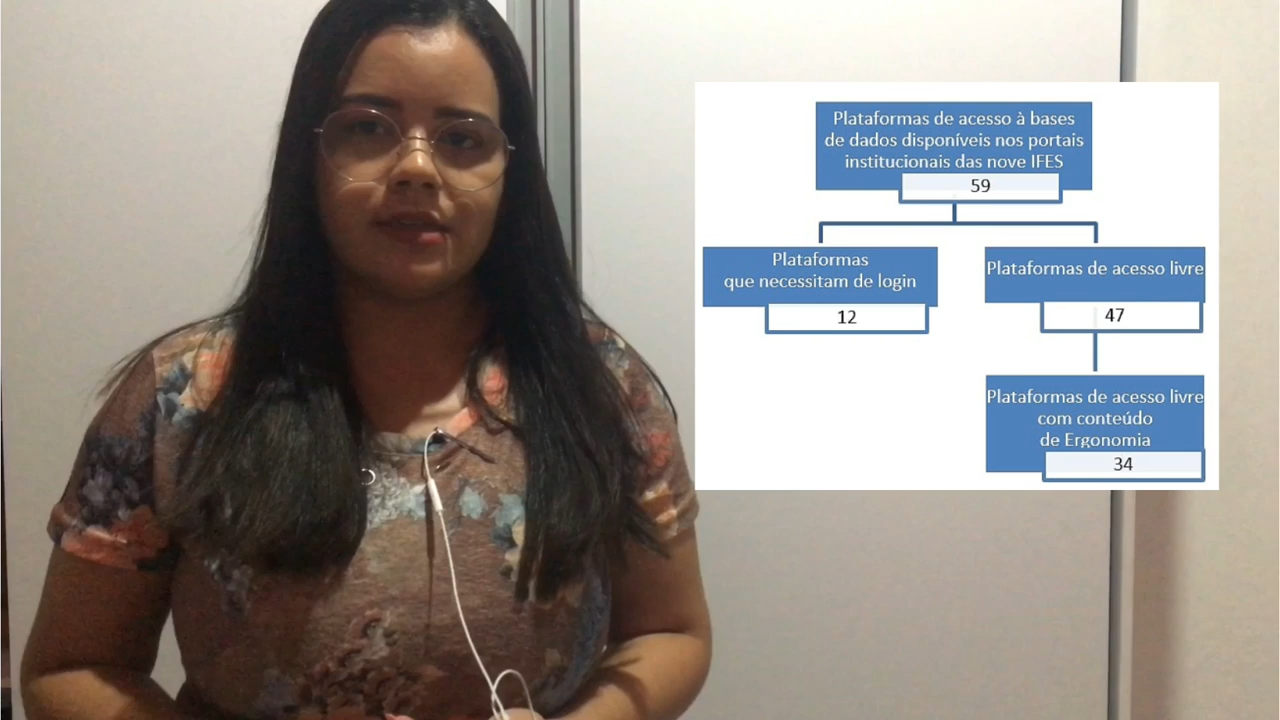 Plataformas de acesso à bases
de dados disponíveis nos portais
institucionais das nove IFES
59
Plataformas
que necessitam de login
12
Plataformas de acesso livre
47
Plataformas de acesso livre
com conteúdo
de Ergonomia
34